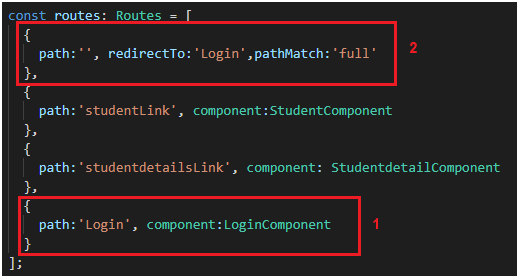 const routes: Routes = [
{
path:'', redirectTo:'Login',pathMatch:'full'
2
},
{
path:'studentLink', component:StudentComponent
},
{
path:'studentdetailsLink', component: StudentdetailComponent
},
{
path:'Login', component:LoginComponent
1
}
];